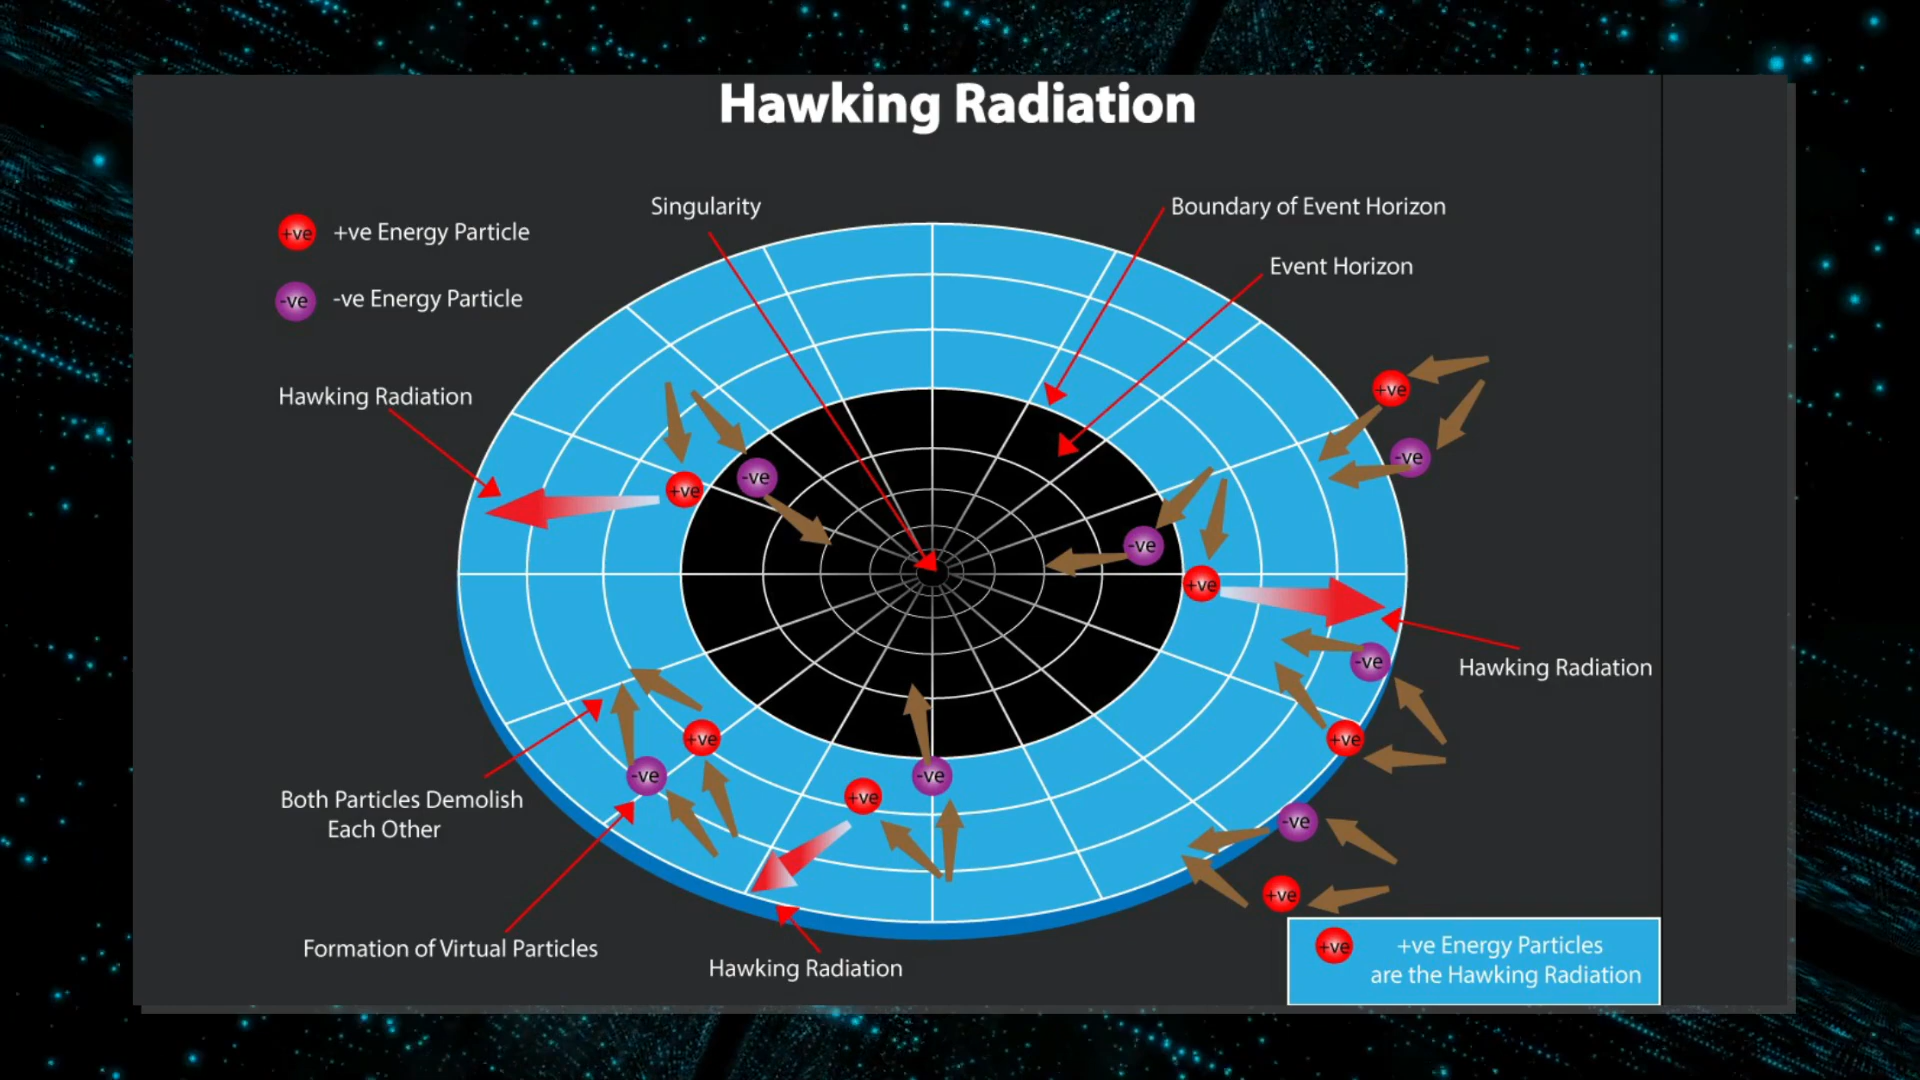 Hawking Radiation
Singularity
Boundary of Event Horizon
+ve +ve Energy Particle
Event Horizon
-ve -ve Energy Particle
Hawking Radiation
+ve
-ve
-ve
+ve
-ve
+ve
Hawking Radiation
-ve
+ve
+ve
-ve
-ve
+ve
Both Particles Demolish
Each Other
-ve
+ve
Formation of Virtual Particles
Hawking Radiation
+ve +ve Energy Particles
are the Hawking Radiation